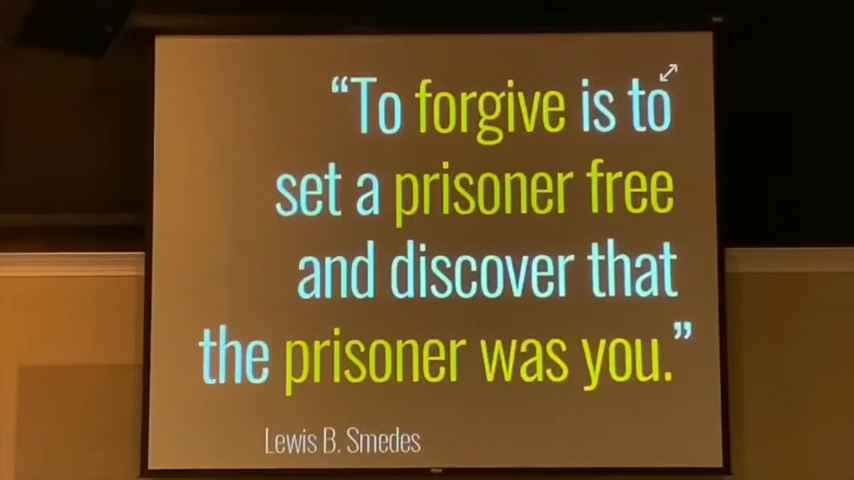 “To forgive is to
set a prisoner free
and discover that
the prisoner was you.”
Lewis B. Smedes